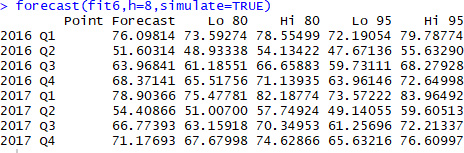 > forecast(fit6,h=8,simulate=TRUE)
Point Forecast Lo 80 Hi 80 Lo 95 Hi 95
2016 Q1 76.09814 73.59274 78.55499 72.19054 79.78774
2016 Q2 51.60314 48.93338 54.13422 47.67136 55.63290
2016 Q3 63.96841 61.18551 66.65883 59.73111 68.27928
2016 Q4 68.37141 65.51756 71.13935 63.96146 72.64998
2017 Q1 78.90366 75.47781 82.18774 73.57222 83.96492
2017 Q2 54.40866 51.00700 57.74924 49.14055 59.60513
2017 Q3 66.77393 63.15918 70.34953 61.25696 72.21337
2017 Q4 71.17693 67.67998 74.62866 65.63216 76.60997